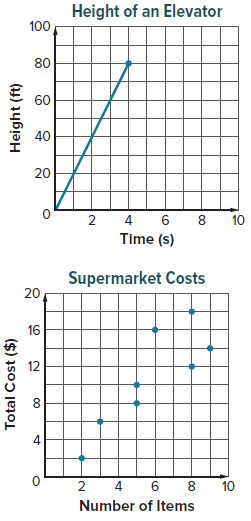 Height of an Elevator
100
80
60
40
20
0
2 4 6 8 10
Height (ft)
Time (s)
Supermarket Costs
20
16
12
8
4
0
2 4 6 8 10
Total Cost ($)
Number of Items